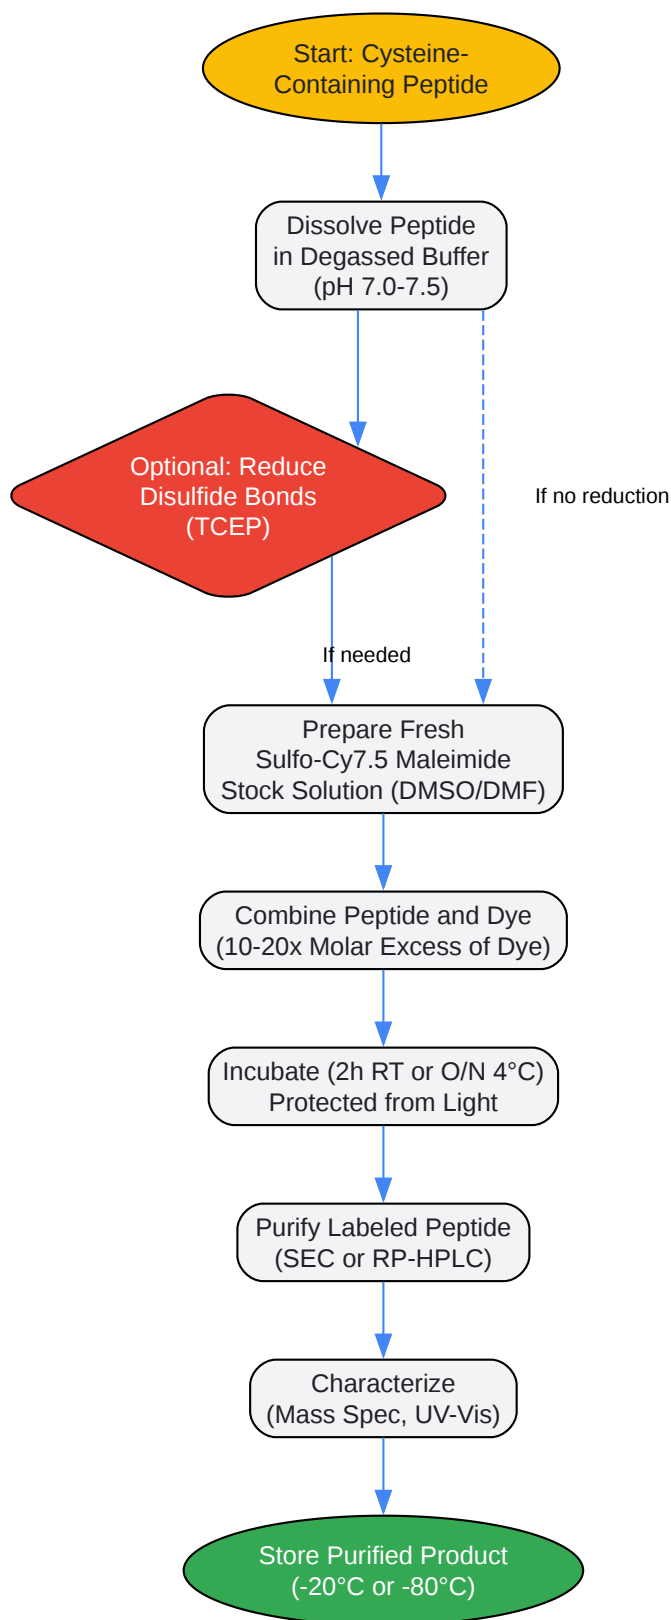 Start: Cysteine-
Containing Peptide
Dissolve Peptide
in Degassed Buffer
(pH 7.0-7.5)
Optional: Reduce
Disulfide Bonds
(TCEP)
If no reduction
If needed
Prepare Fresh
Sulfo-Cy7.5 Maleimide
Stock Solution (DMSO/DMF)
Combine Peptide and Dye
(10-20x Molar Excess of Dye)
Incubate (2h RT or O/N 4°C)
Protected from Light
Purify Labeled Peptide
(SEC or RP-HPLC)
Characterize
(Mass Spec, UV-Vis)
Store Purified Product
(-20°C or -80°C)